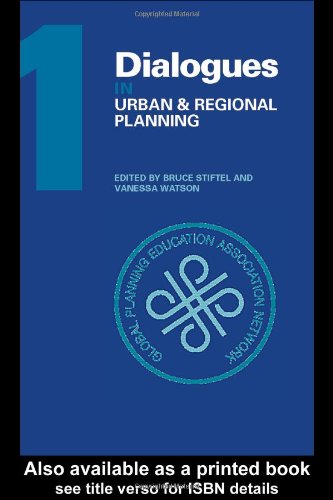 1
Dialogues
IN
URBAN & REGIONAL
PLANNING
EDITED BY BRUCE STIFTEL AND
VANESSA WATSON
GLOBAL PLANNING EDUCATION ASSOCIATION NETWORK
Also available as a printed book
see title verso for ISBN details